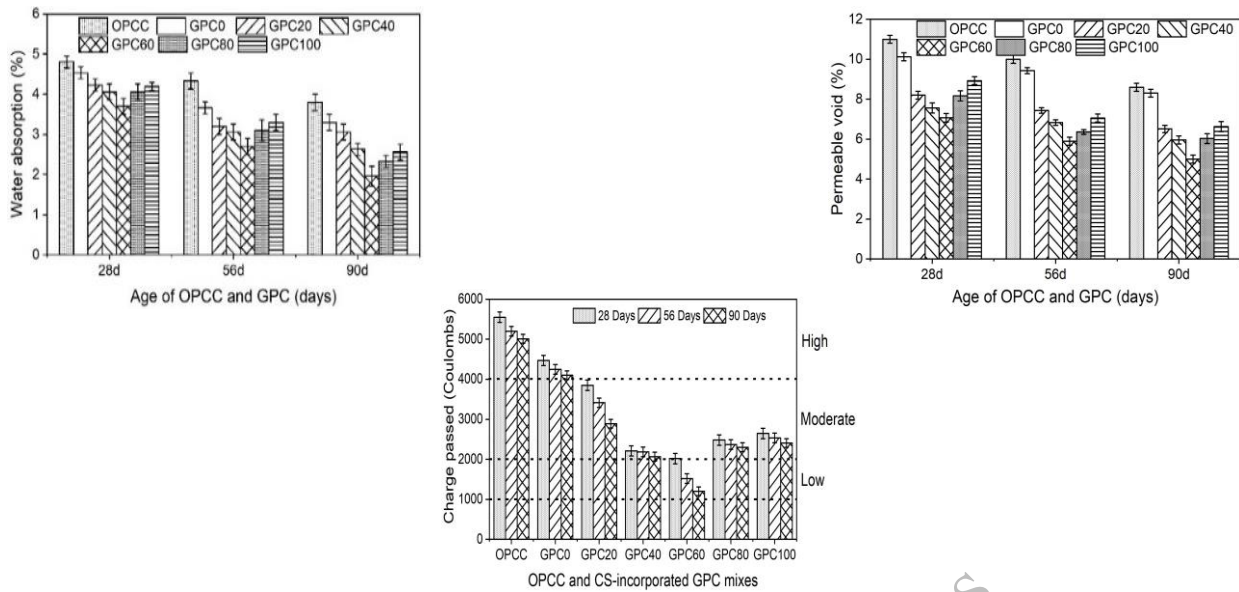 6
5
4
3
2
1
0
Water absorption (%)
OPCC GPC0 GPC20 GPC40
GPC60 GPC80 GPC100
28d 56d 90d
Age of OPCC and GPC (days)
12
10
8
6
4
2
0
Permeable void (%)
OPCC GPC0 GPC20 GPC40
GPC60 GPC80 GPC100
28d 56d 90d
Age of OPCC and GPC (days)
6000
5000
4000
3000
2000
1000
0
Charge passed (Coulombs)
28 Days 56 Days 90 Days
High
Moderate
Low
OPCC GPC0 GPC20 GPC40 GPC60 GPC80 GPC100
OPCC and CS-incorporated GPC mixes